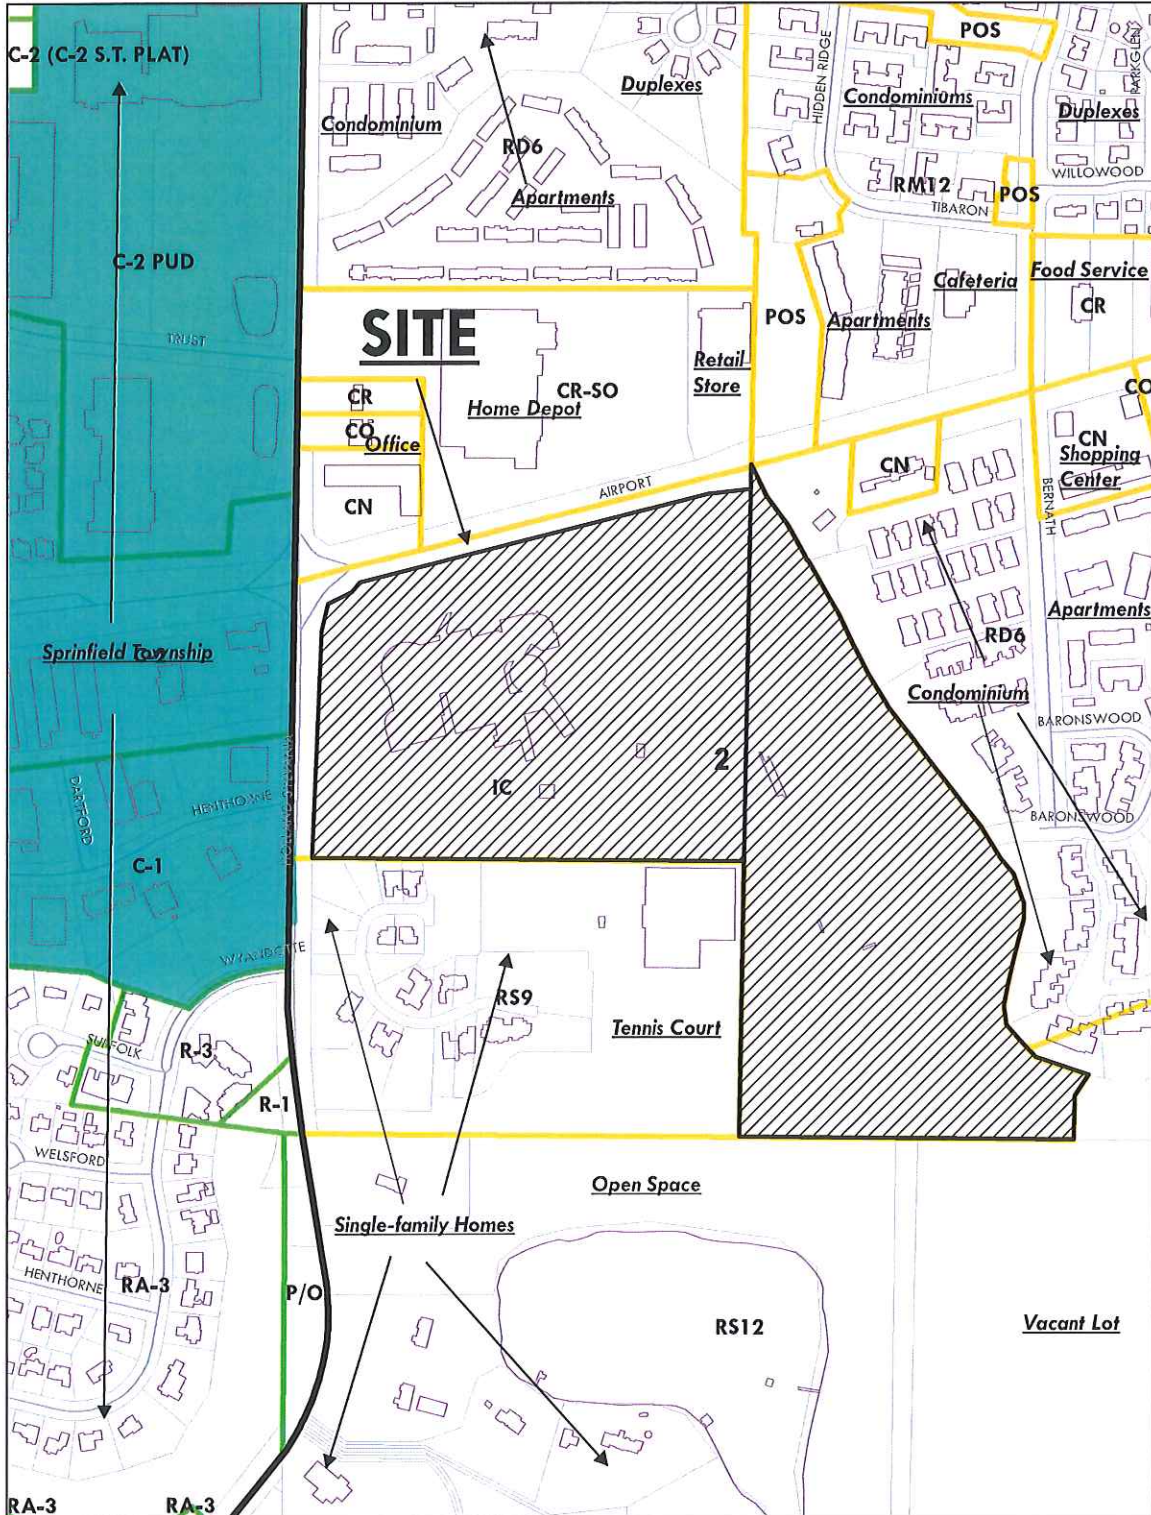 POS
C-2 (C-2 S.T. PLAT)
HIDDEN RIDGE
PARKGLEN
Duplexes
Condominiums
Duplexes
Condominium
RD6
WILLOWOOD
RM12
POS
Apartments
TIBARON
C-2 PUD
Food Service
Cafeteria
CR
SITE
POS
Apartments
TRUST
Retail
Store
CR
CR-SO
CO
Home Depot
CO
Office
CN
Shopping
Center
CN
CN
AIRPORT
BERNATH
Apartments
RD6
Sprinfield Township
Condominium
BARONSWOOD
2
IC
DARTFORD
HENTHORNE
HOLLAND SYLVANIA
BARONSWOOD
C-1
WYANDOTTE
RS9
Tennis Court
SUFFOLK
R-3
R-1
WELSFORD
Open Space
Single-family Homes
HENTHORNE
RA-3
P/O
RS12
Vacant Lot
RA-3
RA-3